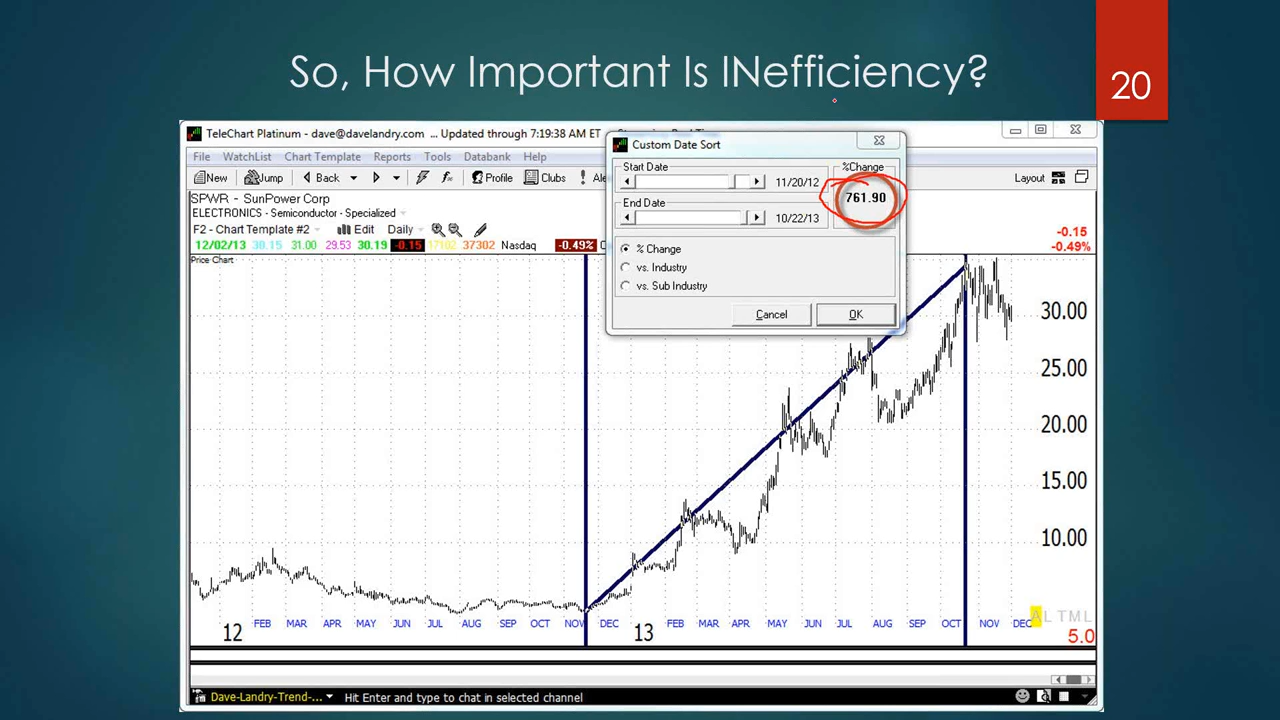 So, How Important Is INefficiency?
20
TeleChart Platinum - dave@davelandry.com ... Updated through 7:19:38 AM ET
Custom Date Sort
File WatchList Chart Template Reports Tools Databank Help
New Jump Back Profile Clubs Layout
SPWR - SunPower Corp
ELECTRONICS - Semiconductor - Specialized
F2 - Chart Template #2 Edit Daily
12/02/13 30.15 31.00 29.53 30.19 -0.15 17102 37302 Nasdaq -0.49%
Start Date
11/20/12
%Change
761.90
End Date
10/22/13
% Change
vs. Industry
vs. Sub Industry
Cancel OK
-0.15
-0.49%
Price Chart
30.00
25.00
20.00
15.00
10.00
12 FEB MAR APR MAY JUN JUL AUG SEP OCT NOV DEC 13 FEB MAR APR MAY JUN JUL AUG SEP OCT NOV DEC
AL TML
5.0
Dave-Landry-Trend-... Hit Enter and type to chat in selected channel